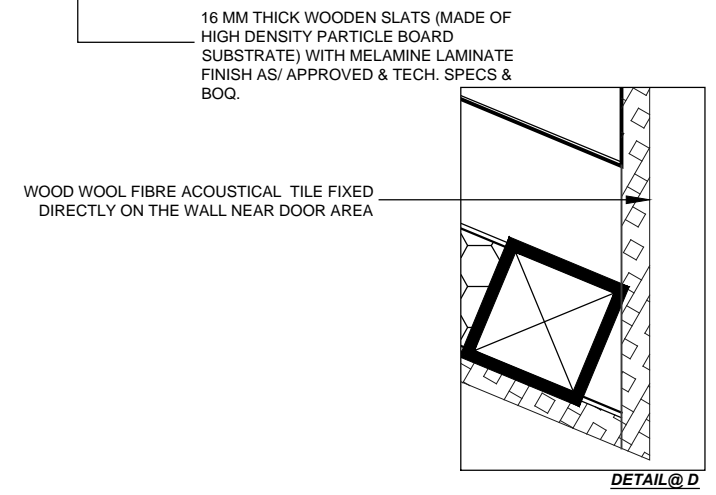 16 MM THICK WOODEN SLATS (MADE OF
HIGH DENSITY PARTICLE BOARD
SUBSTRATE) WITH MELAMINE LAMINATE
FINISH AS/ APPROVED & TECH. SPECS &
BOQ.
WOOD WOOL FIBRE ACOUSTICAL TILE FIXED
DIRECTLY ON THE WALL NEAR DOOR AREA
DETAIL@ D